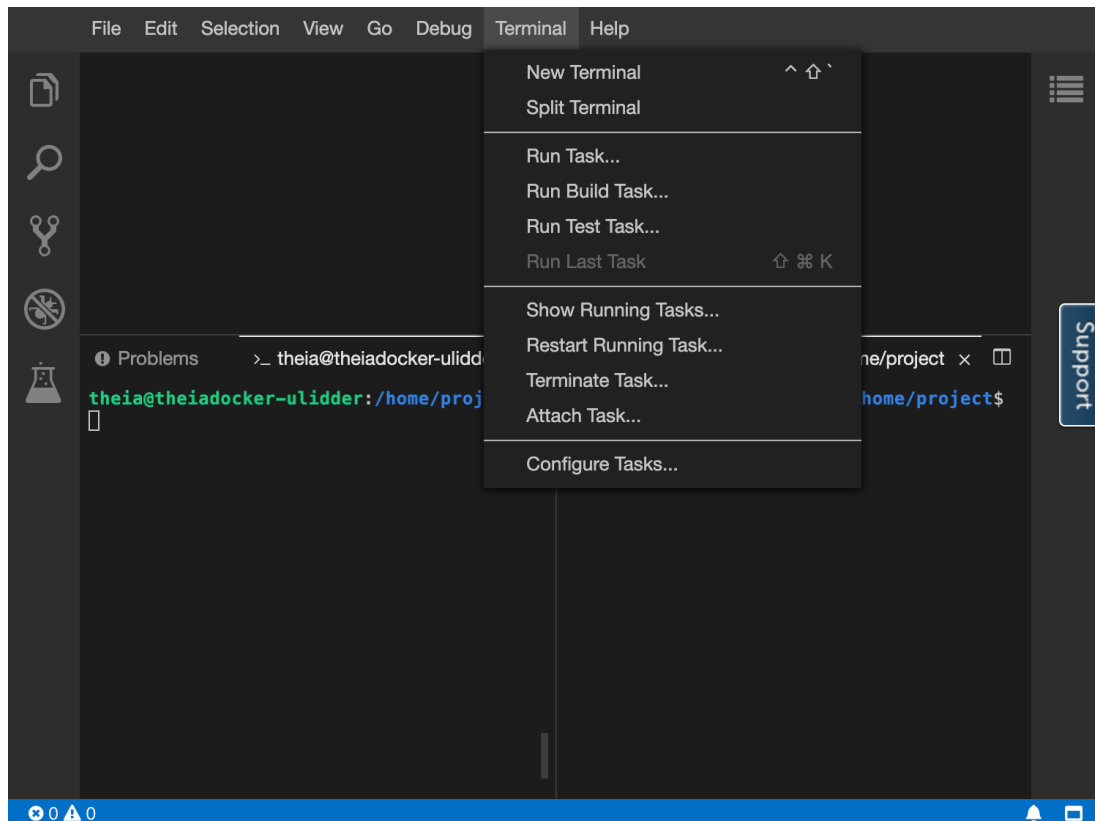 File Edit Selection View Go Debug Terminal Help
New Terminal ^ ⇧ `
Split Terminal
Run Task...
Run Build Task...
Run Test Task...
Run Last Task ⇧ ⌘ K
Show Running Tasks...
Restart Running Task...
Terminate Task...
Attach Task...
Configure Tasks...
Problems >_ theia@theiadocker-ulidde me/project ×
theia@theiadocker-ulidder:/home/proj home/project$
Support
0 0